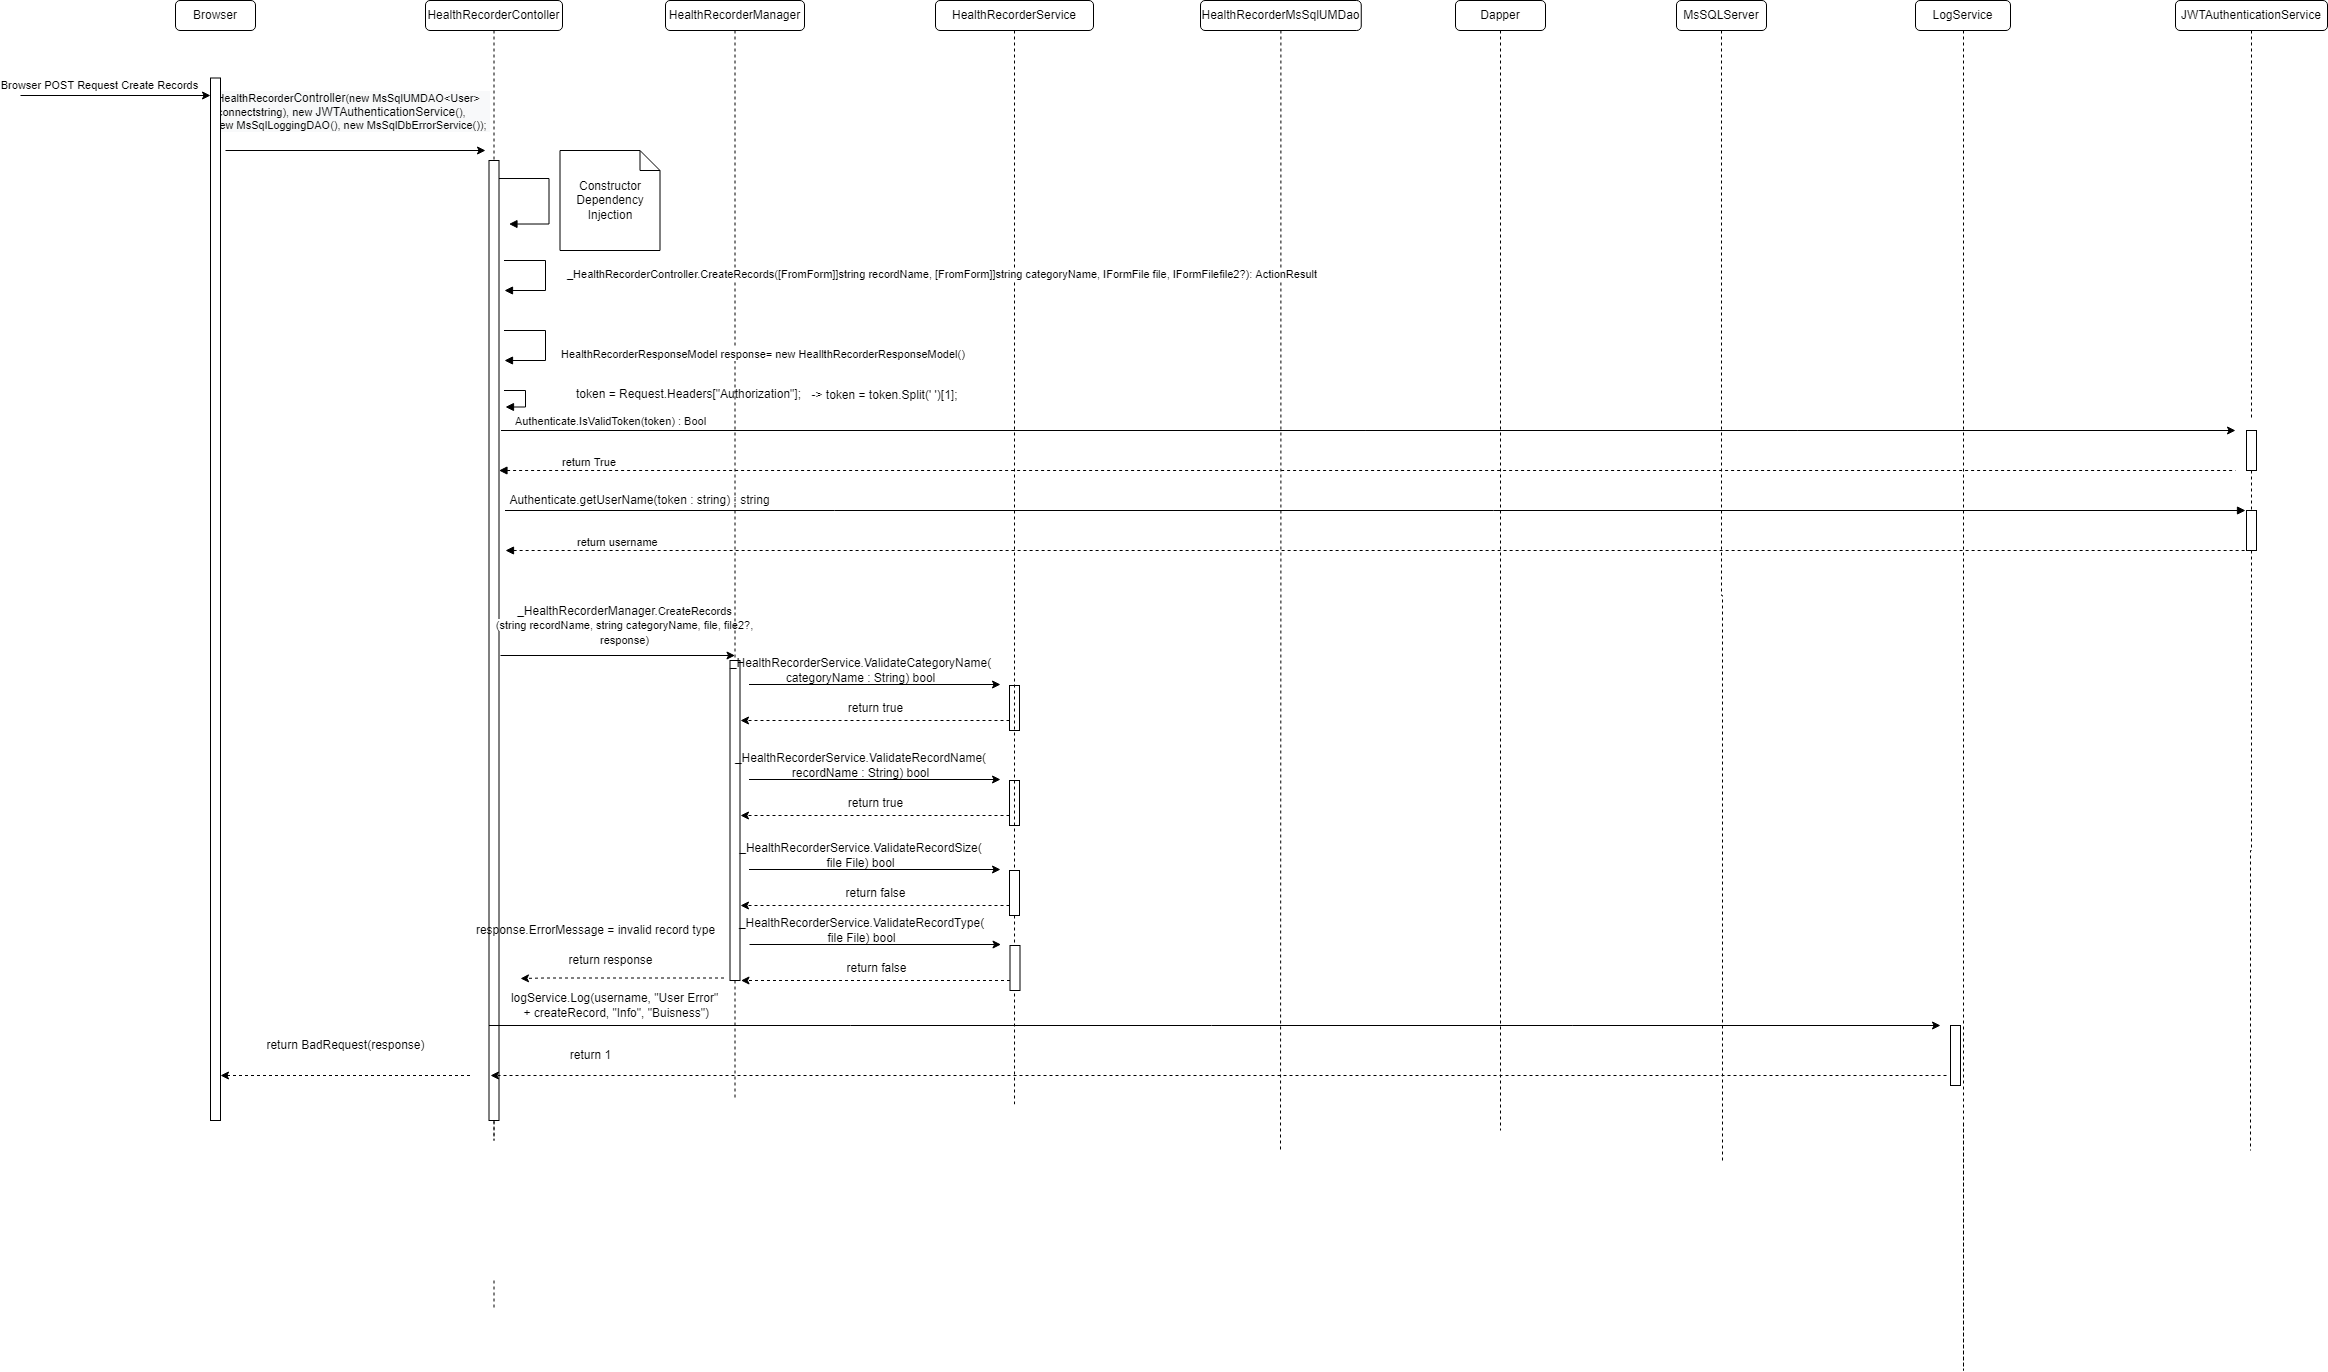 Browser
HealthRecorderContoller
HealthRecorderManager
HealthRecorderService
HealthRecorderMsSqlUMDao
Dapper
MsSQLServer
LogService
JWTAuthenticationService
Browser POST Request Create Records
HealthRecorderController(new MsSqlUMDAO<User>
connectstring), new JWTAuthenticationService(),
ew MsSqlLoggingDAO(), new MsSqlDbErrorService());
Constructor
Dependency
Injection
_HealthRecorderController.CreateRecords([FromForm]]string recordName, [FromForm]]string categoryName, IFormFile file, IFormFilefile2?): ActionResult
HealthRecorderResponseModel response= new HeallthRecorderResponseModel()
token = Request.Headers["Authorization"]; -> token = token.Split(' ')[1];
Authenticate.IsValidToken(token) : Bool
return True
Authenticate.getUserName(token : string) : string
return username
_HealthRecorderManager.CreateRecords
(string recordName, string categoryName, file, file2?,
response)
_HealthRecorderService.ValidateCategoryName(
categoryName : String) bool
return true
_HealthRecorderService.ValidateRecordName(
recordName : String) bool
return true
_HealthRecorderService.ValidateRecordSize(
file File) bool
return false
_HealthRecorderService.ValidateRecordType(
file File) bool
response.ErrorMessage = invalid record type
return response
return false
logService.Log(username, "User Error"
+ createRecord, "Info", "Buisness")
return BadRequest(response)
return 1